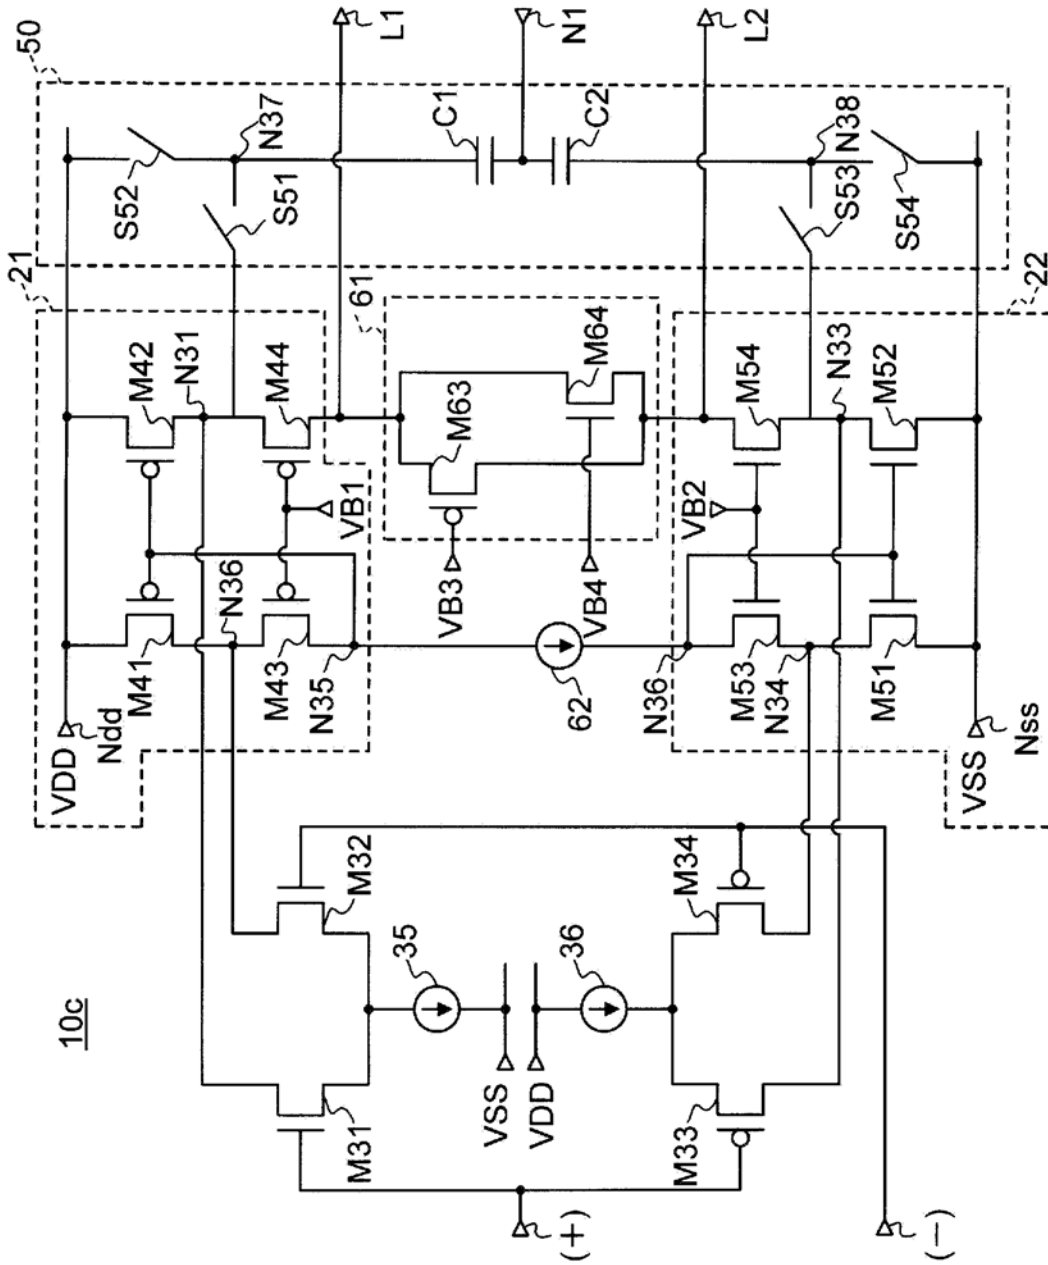 10c
50
21
VDD
Ndd
M41
M42
S52
N31
N36
N37
S51
M43
M44
VB1
N35
L1
61
C1
N1
C2
M63
M64
VB3
VB4
62
L2
N36
VB2
M53
M54
N34
N33
S53
N38
S54
M51
M52
22
VSS
Nss
M31
M32
35
VSS
VDD
36
M33
M34
(+)
(−)